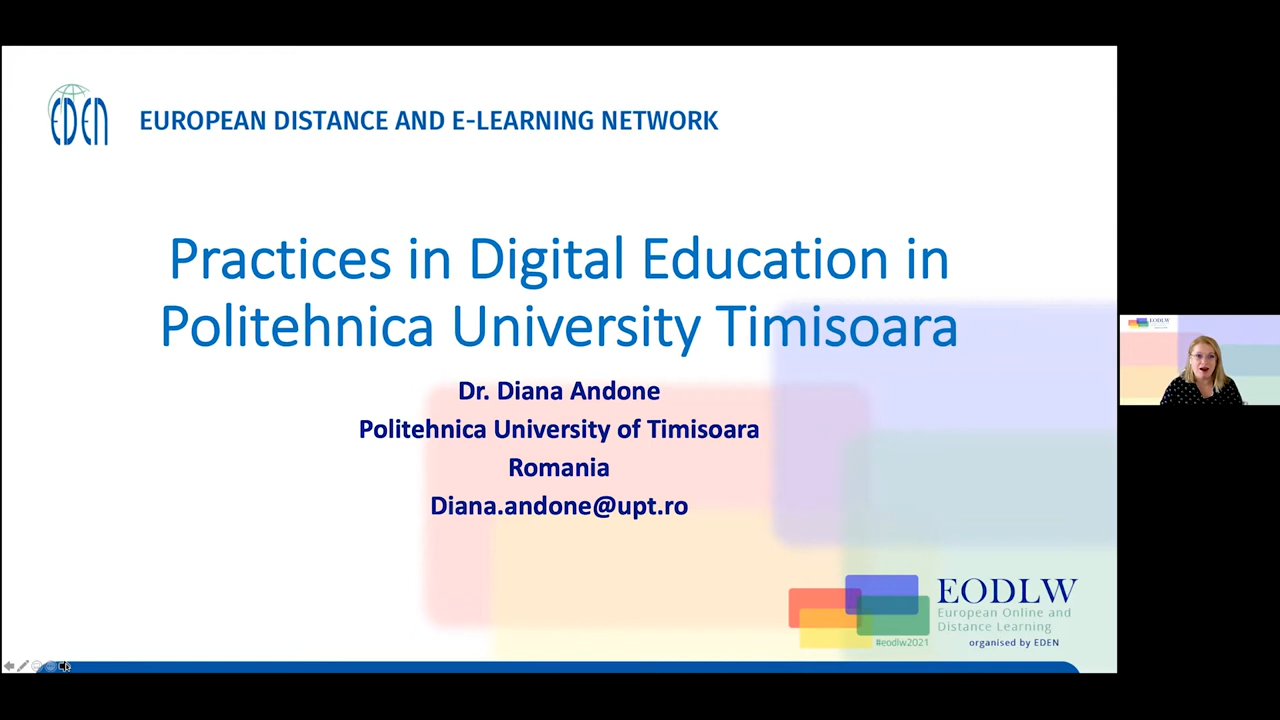 EDEN
EUROPEAN DISTANCE AND E-LEARNING NETWORK
Practices in Digital Education in
Politehnica University Timisoara
Dr. Diana Andone
Politehnica University of Timisoara
Romania
Diana.andone@upt.ro
EODLW
European Online and
Distance Learning
#eodlw2021
organised by EDEN
EODLW